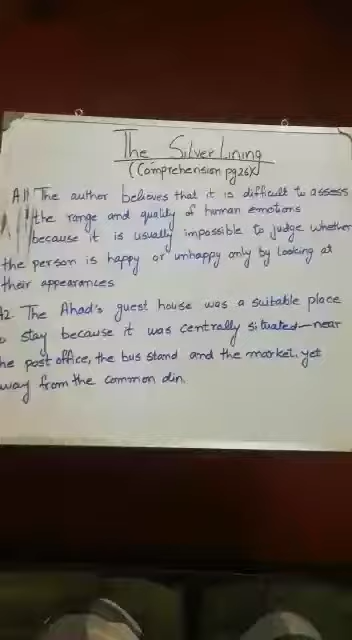 The Silver Lining
(Comprehension pg 26)
A1 The author believes that it is difficult to assess
the range and quality of human emotions
because it is usually impossible to judge whether
the person is happy or unhappy only by looking at
their appearances
A2. The Ahad's guest house was a suitable place
to stay because it was centrally situated—near
the post office, the bus stand and the market, yet
away from the common din.